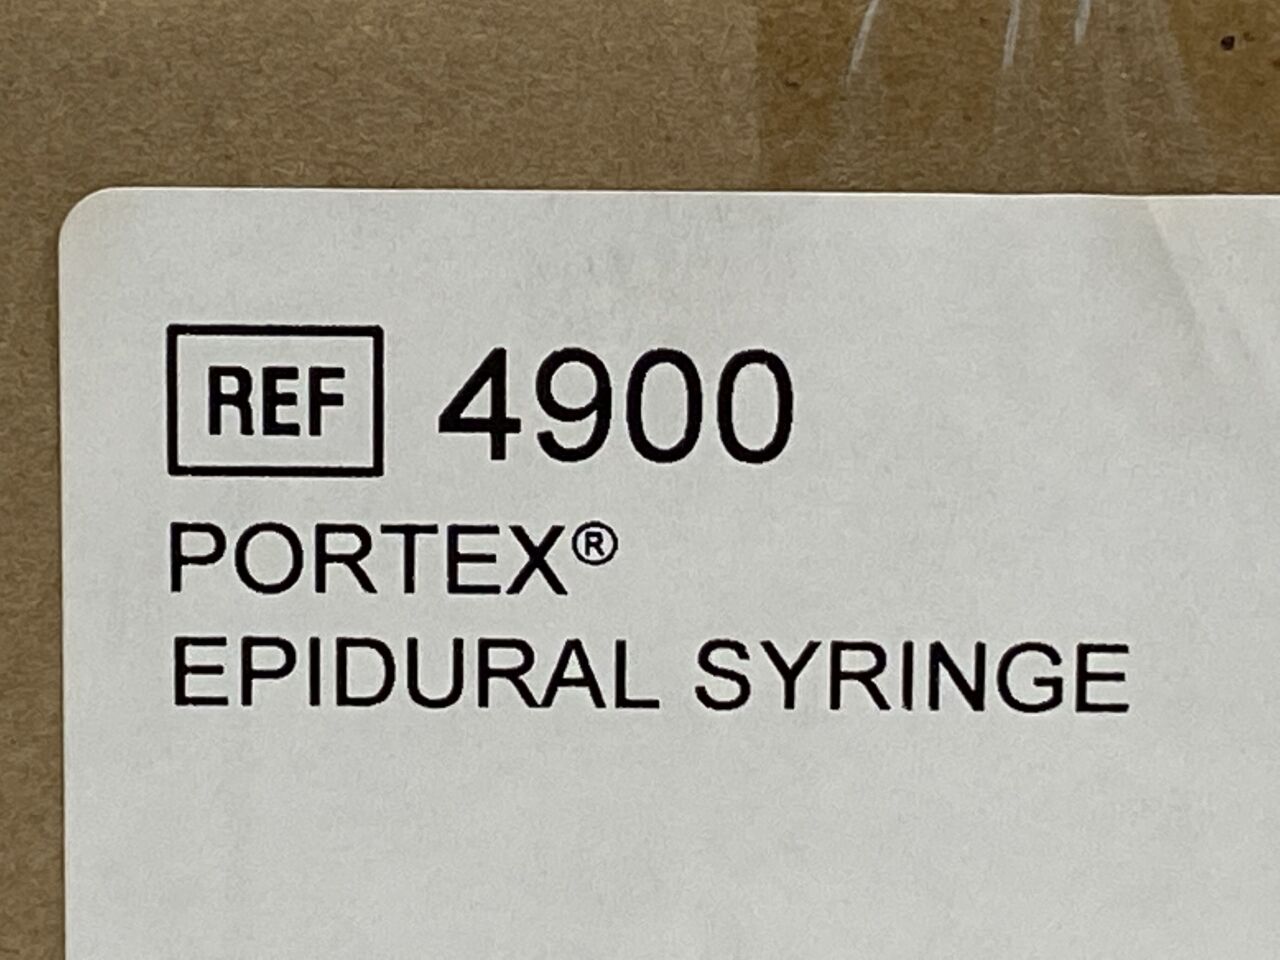 REF 4900
PORTEX®
EPIDURAL SYRINGE